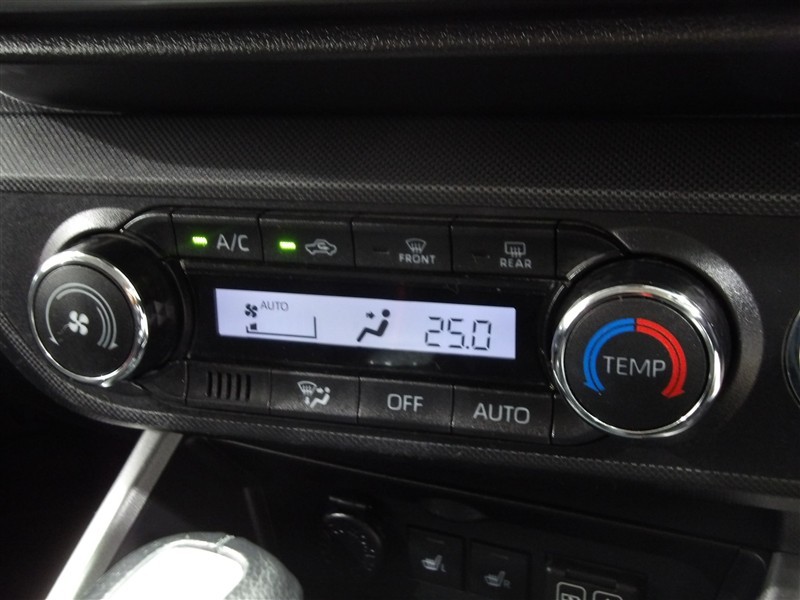 A/C
FRONT
REAR
AUTO
25.0
TEMP
OFF
AUTO
L
R